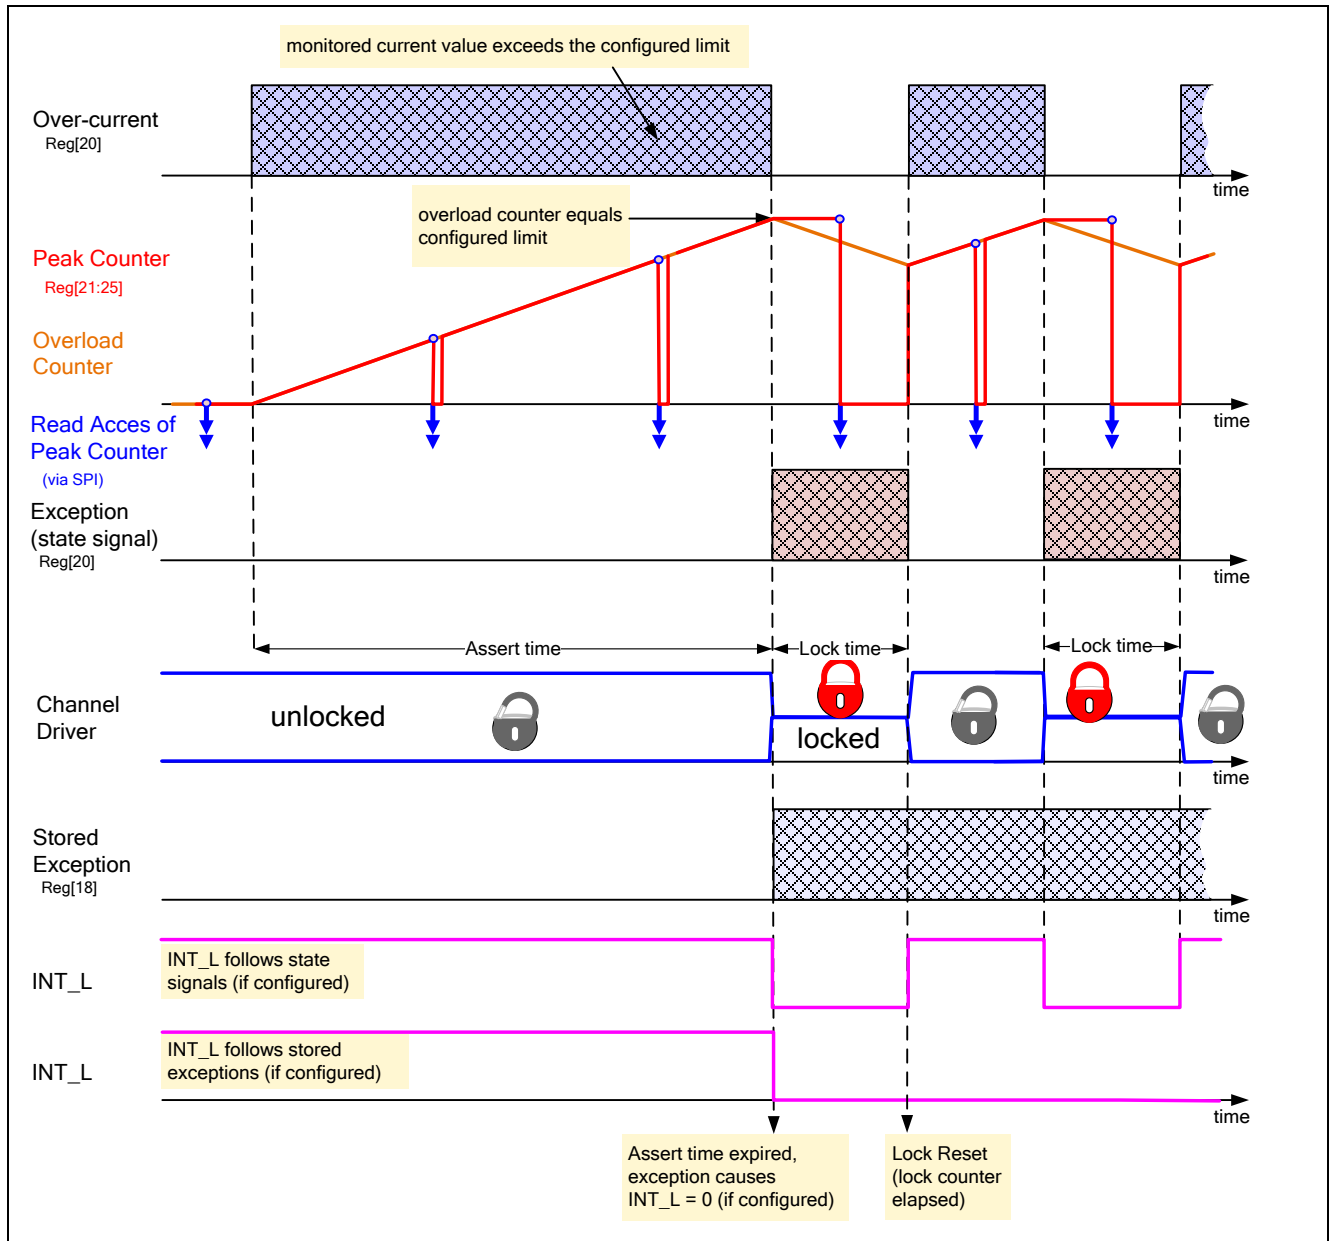 monitored current value exceeds the configured limit
Over-current
Reg[20]
time
overload counter equals
configured limit
Peak Counter
Reg[21:25]
Overload
Counter
time
Read Acces of
Peak Counter
(via SPI)
Exception
(state signal)
Reg[20]
time
Assert time
Lock time
Lock time
Channel
Driver
unlocked
locked
time
Stored
Exception
Reg[18]
time
INT_L
INT_L follows state
signals (if configured)
INT_L
INT_L follows stored
exceptions (if configured)
time
Assert time expired,
exception causes
INT_L = 0 (if configured)
Lock Reset
(lock counter
elapsed)